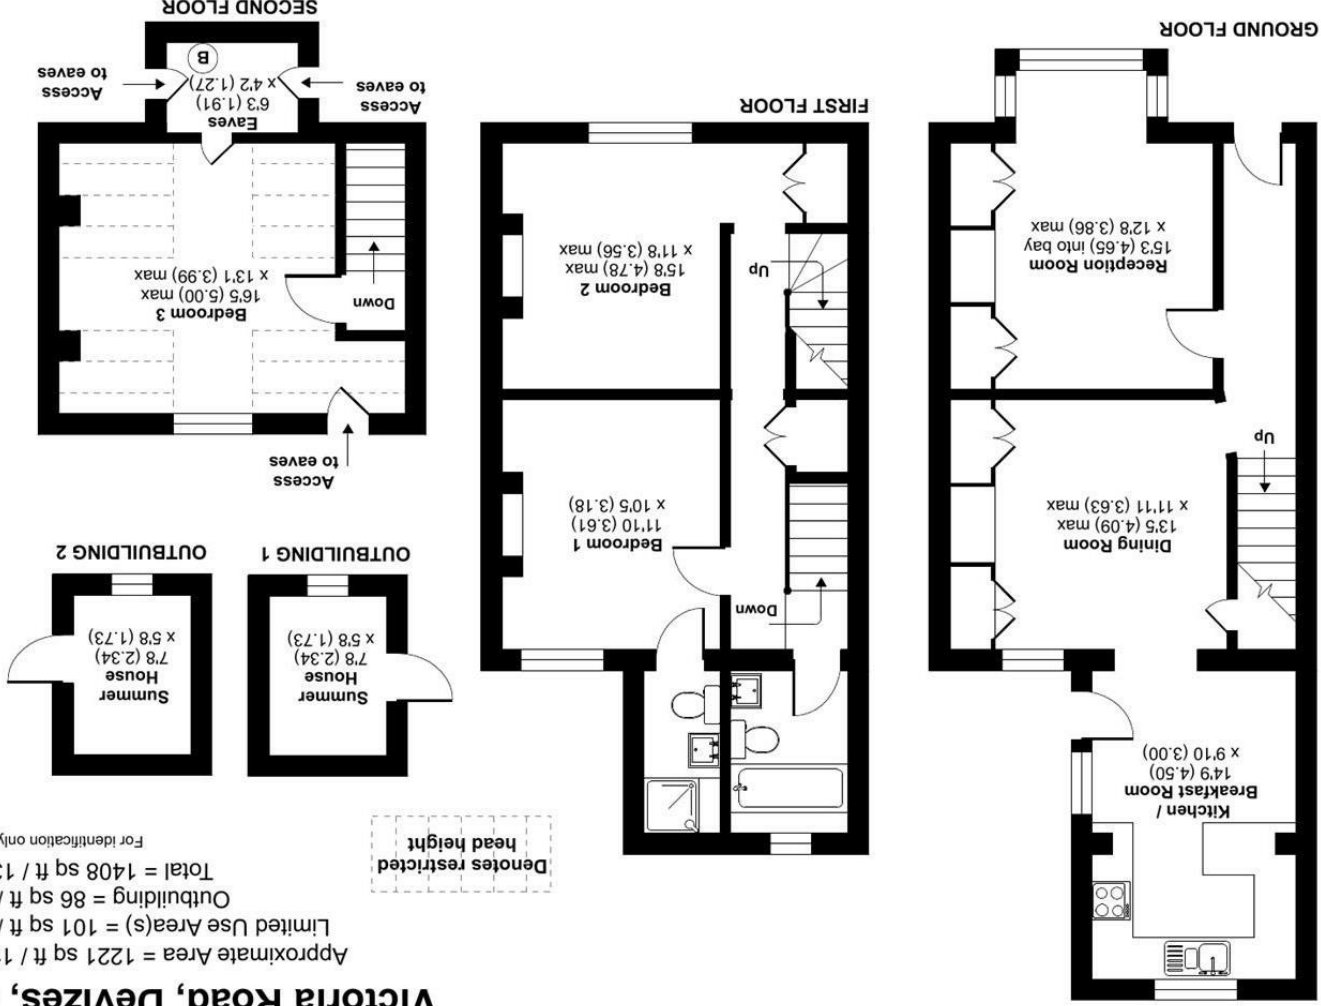 Victoria Road, Devizes,
Approximate Area = 1221 sq ft / 1
Limited Use Area(s) = 101 sq ft /
Outbuilding = 86 sq ft /
Total = 1408 sq ft / 1
For identification only
Denotes restricted
head height
Kitchen /
Breakfast Room
14'9 (4.50)
x 9'10 (3.00)
Dining Room
13'5 (4.09) max
x 11'11 (3.63) max
Up
Reception Room
15'3 (4.65) into bay
x 12'8 (3.86) max
GROUND FLOOR
Down
Bedroom 1
11'10 (3.61)
x 10'5 (3.18)
Bedroom 2
15'8 (4.78) max
x 11'8 (3.56) max
Up
FIRST FLOOR
Summer
House
7'8 (2.34)
x 5'8 (1.73)
OUTBUILDING 1
Summer
House
7'8 (2.34)
x 5'8 (1.73)
OUTBUILDING 2
Access
to eaves
Down
Bedroom 3
16'5 (5.00) max
x 13'1 (3.99) max
Eaves
6'3 (1.91)
x 4'2 (1.27)
B
Access
to eaves
Access
to eaves
SECOND FLOOR